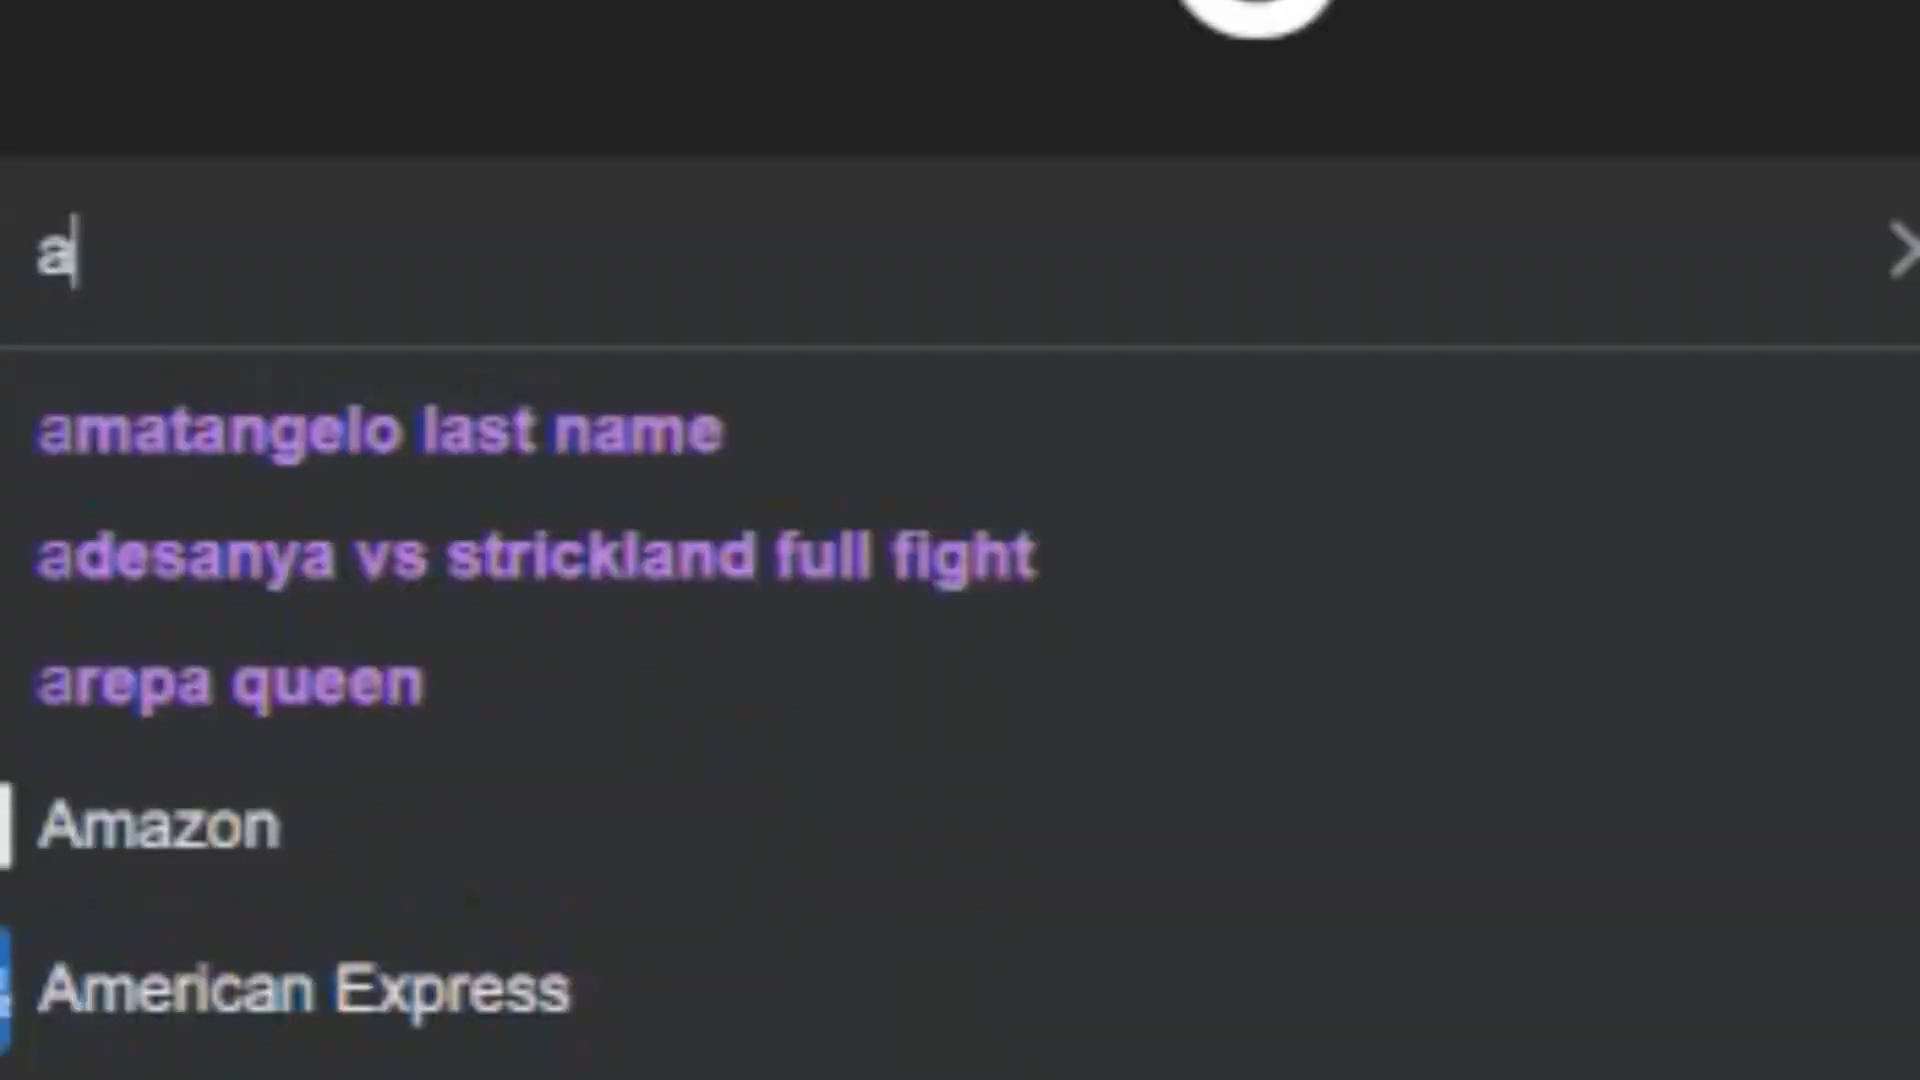 a
amatangelo last name
adesanya vs strickland full fight
arepa queen
Amazon
American Express